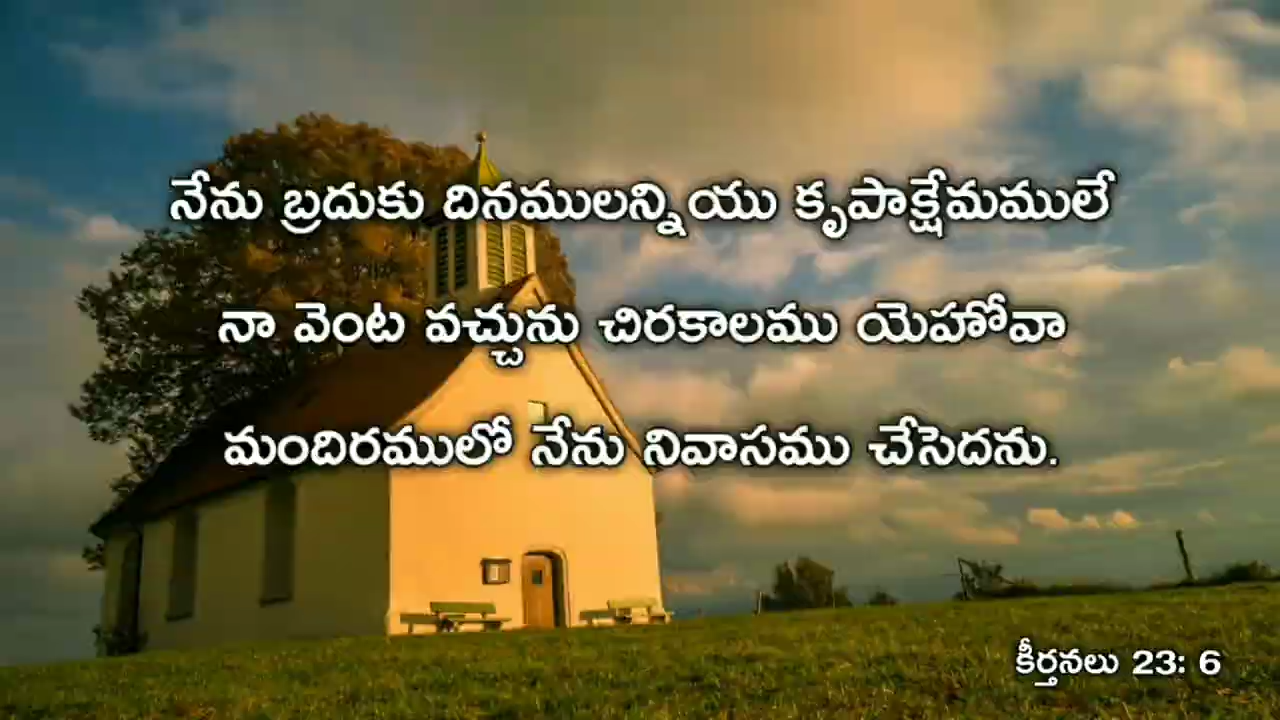 నేను బ్రదుకు దినములన్నియు కృపాక్షేమములే
నా వెంట వచ్చును చిరకాలము యెహోవా
మందిరములో నేను నివాసము చేసెదను.
కీర్తనలు 23: 6